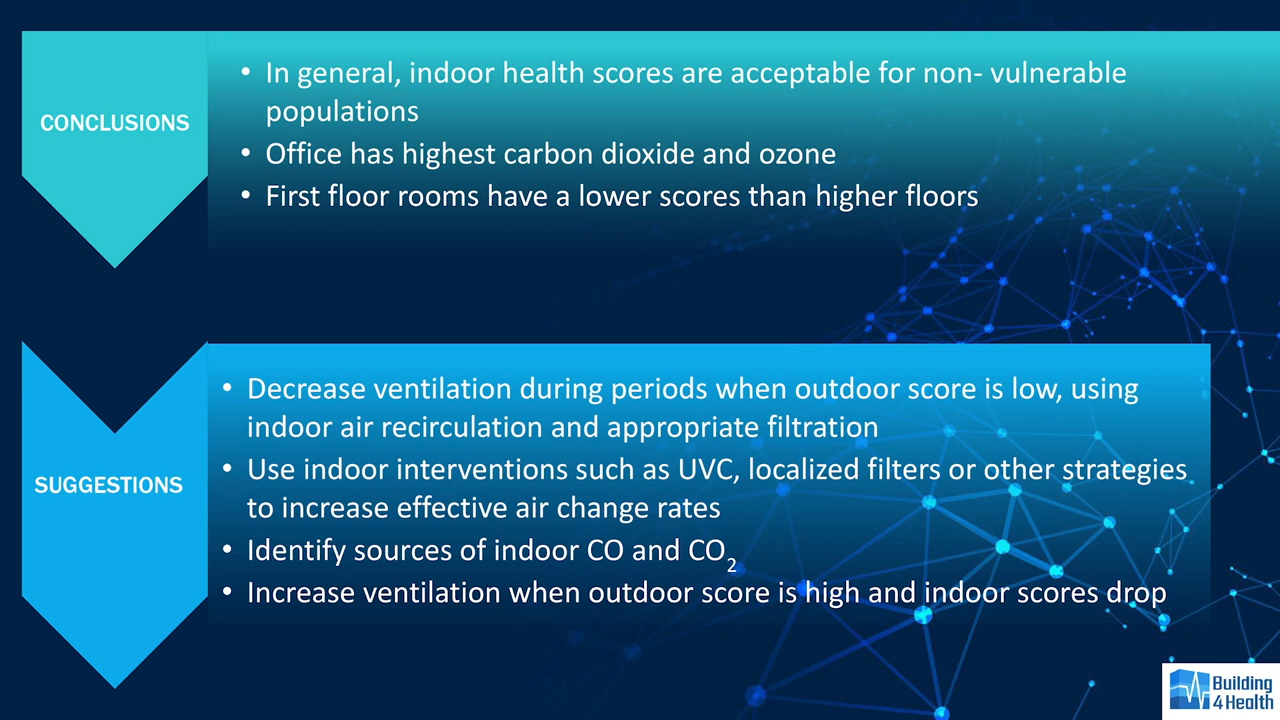 CONCLUSIONS
• In general, indoor health scores are acceptable for non- vulnerable
populations
• Office has highest carbon dioxide and ozone
• First floor rooms have a lower scores than higher floors
SUGGESTIONS
• Decrease ventilation during periods when outdoor score is low, using
indoor air recirculation and appropriate filtration
• Use indoor interventions such as UVC, localized filters or other strategies
to increase effective air change rates
• Identify sources of indoor CO and CO₂
• Increase ventilation when outdoor score is high and indoor scores drop
Building
4Health